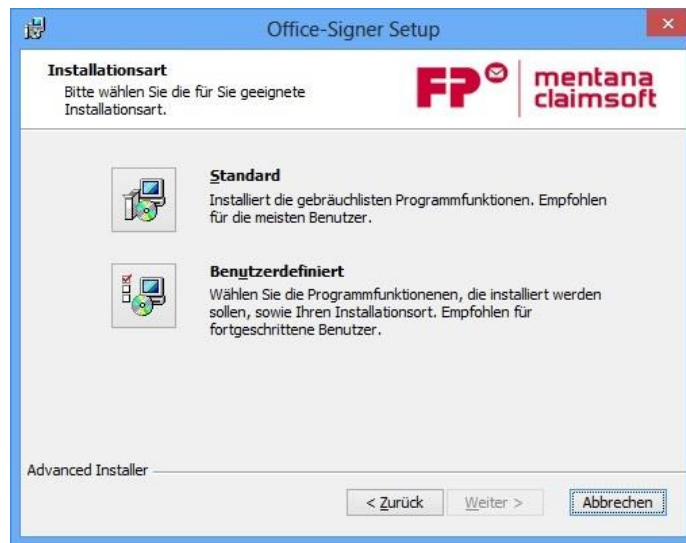 Office-Signer Setup
Installationsart
Bitte wählen Sie die für Sie geeignete
Installationsart.
FP
mentana
claimsoft
Standard
Installiert die gebräuchlisten Programmfunktionen. Empfohlen
für die meisten Benutzer.
Benutzerdefiniert
Wählen Sie die Programmfunktionenen, die installiert werden
sollen, sowie Ihren Installationsort. Empfohlen für
fortgeschrittene Benutzer.
Advanced Installer
< Zurück
Weiter >
Abbrechen